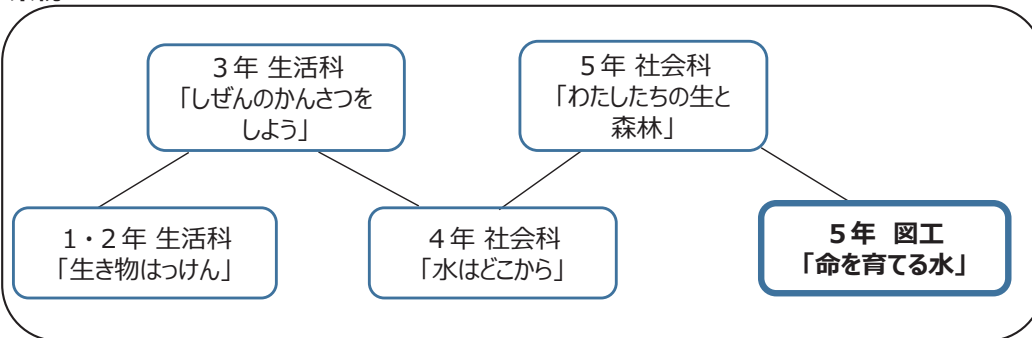 ３年 生活科
「しぜんのかんさつを
しよう」
５年 社会科
「わたしたちの生と
森林」
１・２年 生活科
「生き物はっけん」
４年 社会科
「水はどこから」
５年 図工
「命を育てる水」